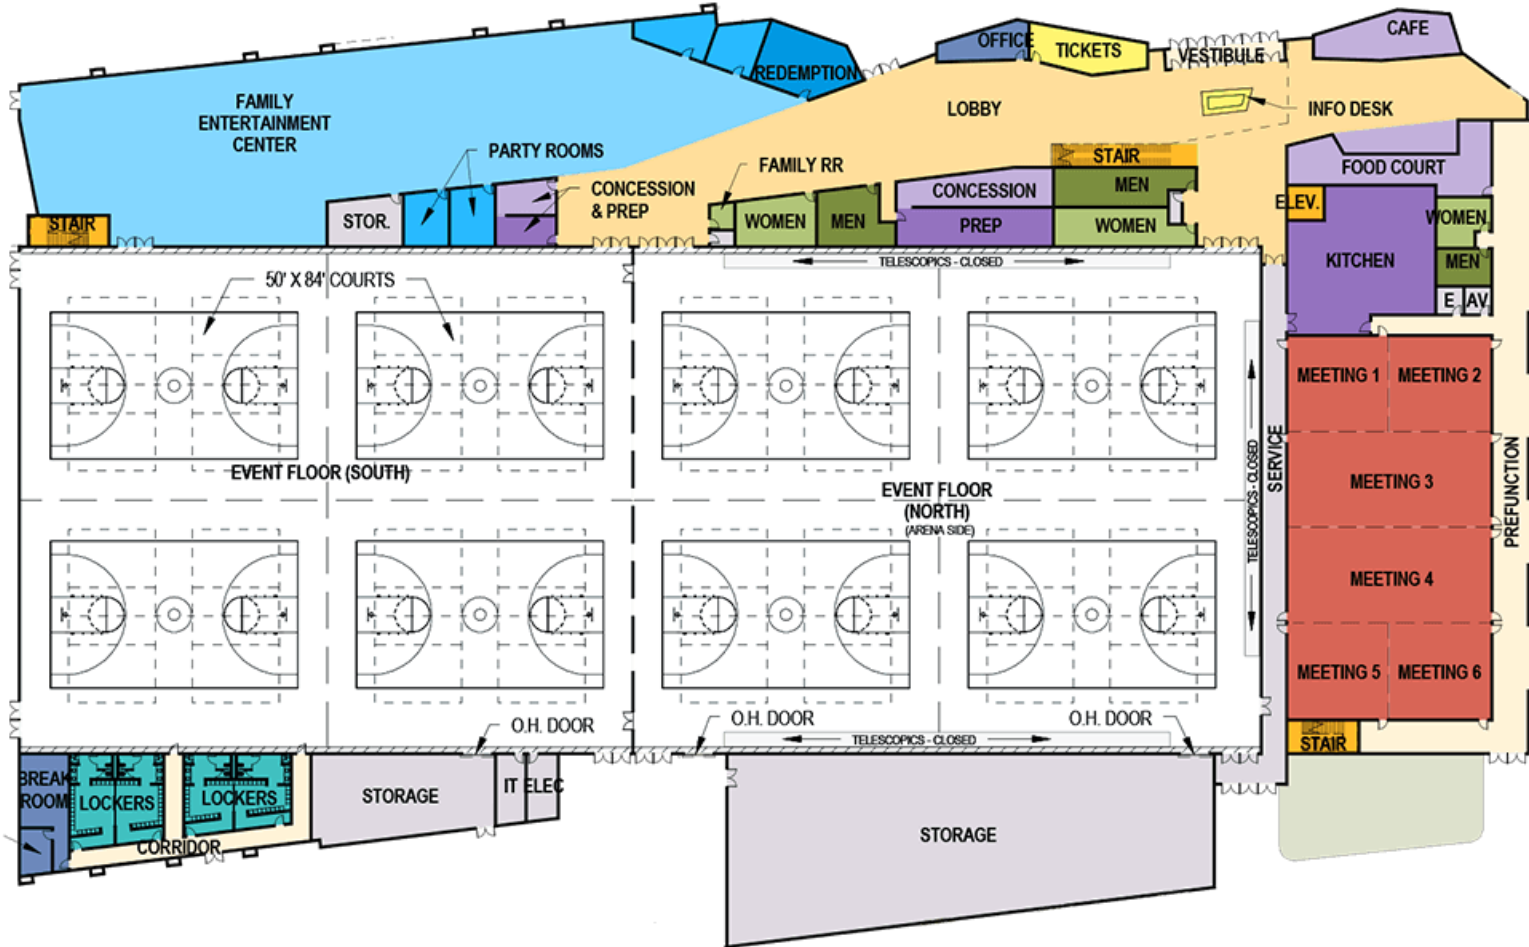 CAFE
OFFICE
TICKETS
VESTIBULE
REDEMPTION
FAMILY
ENTERTAINMENT
CENTER
LOBBY
INFO DESK
PARTY ROOMS
FAMILY RR
STAIR
FOOD COURT
CONCESSION
& PREP
CONCESSION
MEN
STOR.
STAIR
WOMEN
MEN
PREP
WOMEN
ELEV.
WOMEN
KITCHEN
MEN
TELESCOPICS - CLOSED
50' X 84' COURTS
E
AV
MEETING 1
MEETING 2
EVENT FLOOR (SOUTH)
EVENT FLOOR
(NORTH)
(ARENA SIDE)
TELESCOPICS - CLOSED
SERVICE
MEETING 3
PREFUNCTION
MEETING 4
MEETING 5
MEETING 6
O.H. DOOR
O.H. DOOR
O.H. DOOR
TELESCOPICS - CLOSED
STAIR
BREAK
ROOM
LOCKERS
LOCKERS
STORAGE
IT
ELEC
CORRIDOR
STORAGE